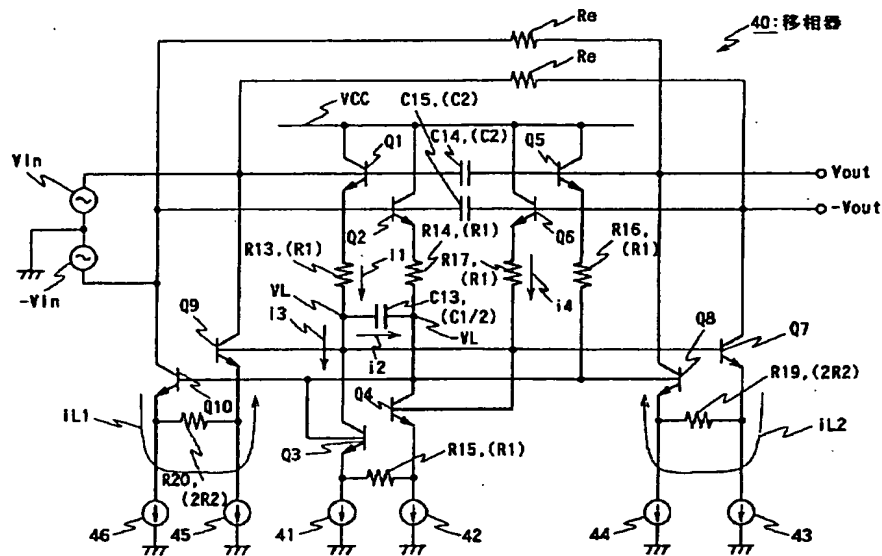 Re
40:移相器
Re
C15,(C2)
VCC
C14,(C2)
Q1
Q5
Vin
Vout
-Vout
Q2
R14,(R1)
Q6
R16,
(R1)
R13,(R1)
i1
R17,
(R1)
-Vin
C13,
(C1/2)
i4
VL
Q9
i3
-VL
Q8
Q7
i2
R19,(2R2)
Q10
Q4
iL1
iL2
Q3
R15,(R1)
R20,
(2R2)
46
45
41
42
44
43